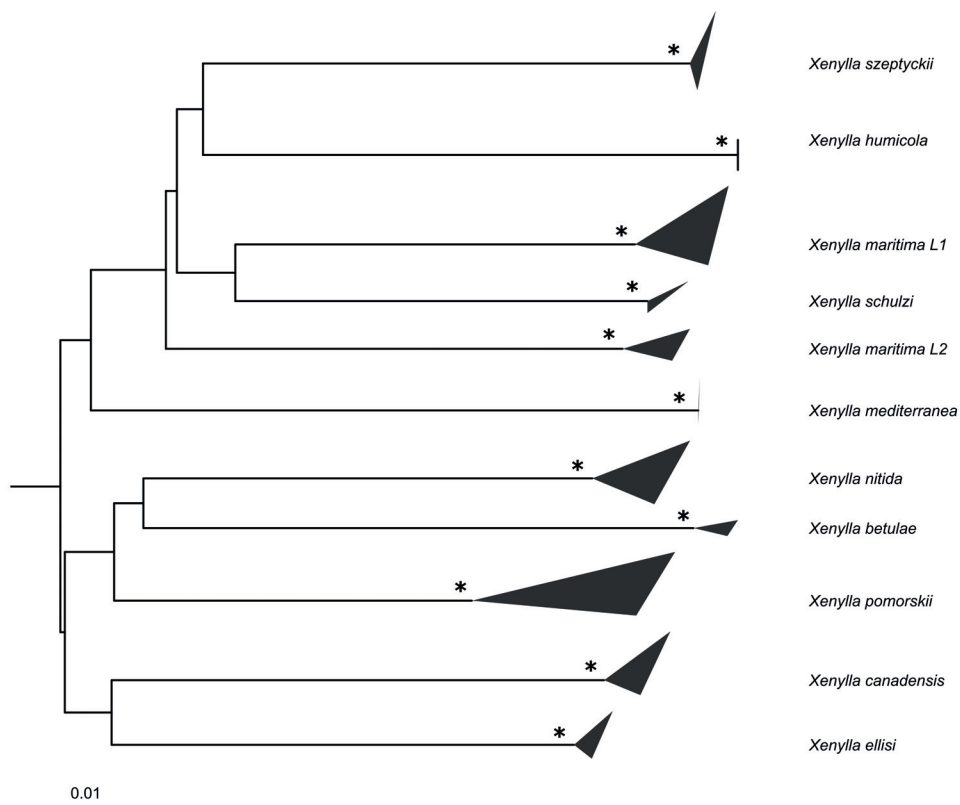 *
Xenylla szeptyckii
*
Xenylla humicola
*
Xenylla maritima L1
*
Xenylla schulzi
*
Xenylla maritima L2
*
Xenylla mediterranea
*
Xenylla nitida
*
Xenylla betulae
*
Xenylla pomorskii
*
Xenylla canadensis
*
Xenylla ellisi
0.01